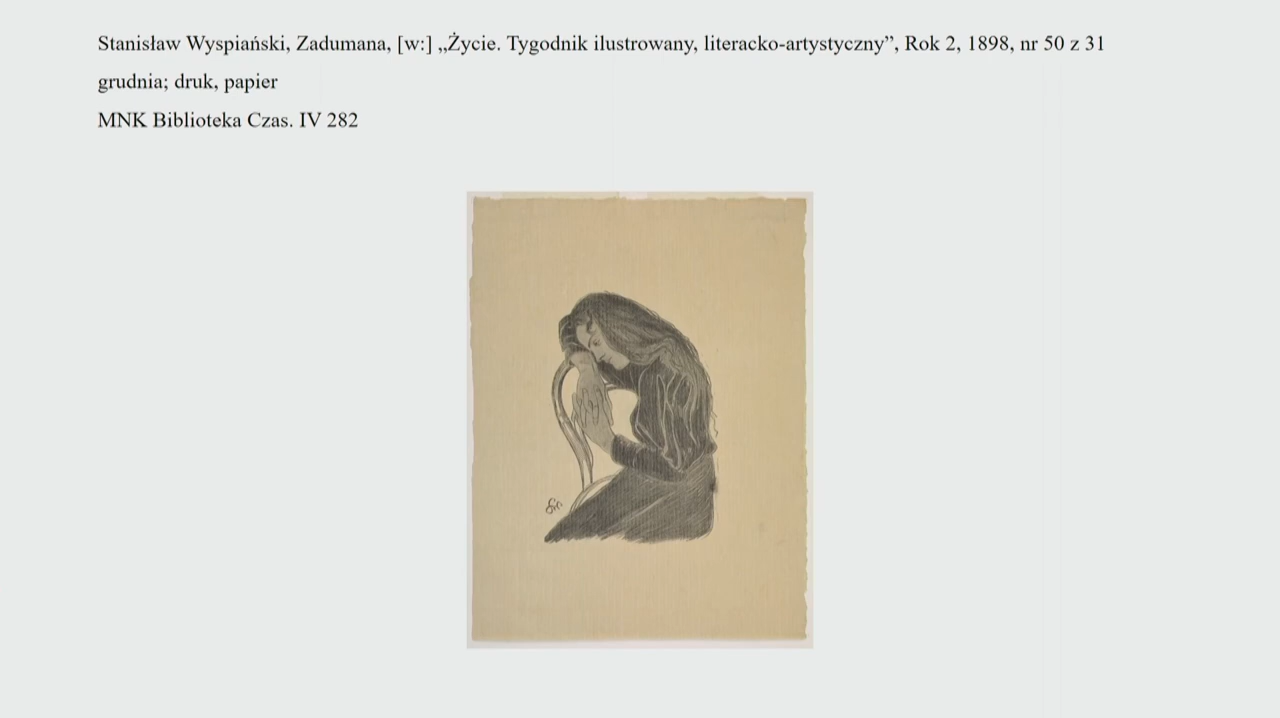 Stanisław Wyspiański, Zadumana, [w:] „Życie. Tygodnik ilustrowany, literacko-artystyczny”, Rok 2, 1898, nr 50 z 31
grudnia; druk, papier
MNK Biblioteka Czas. IV 282